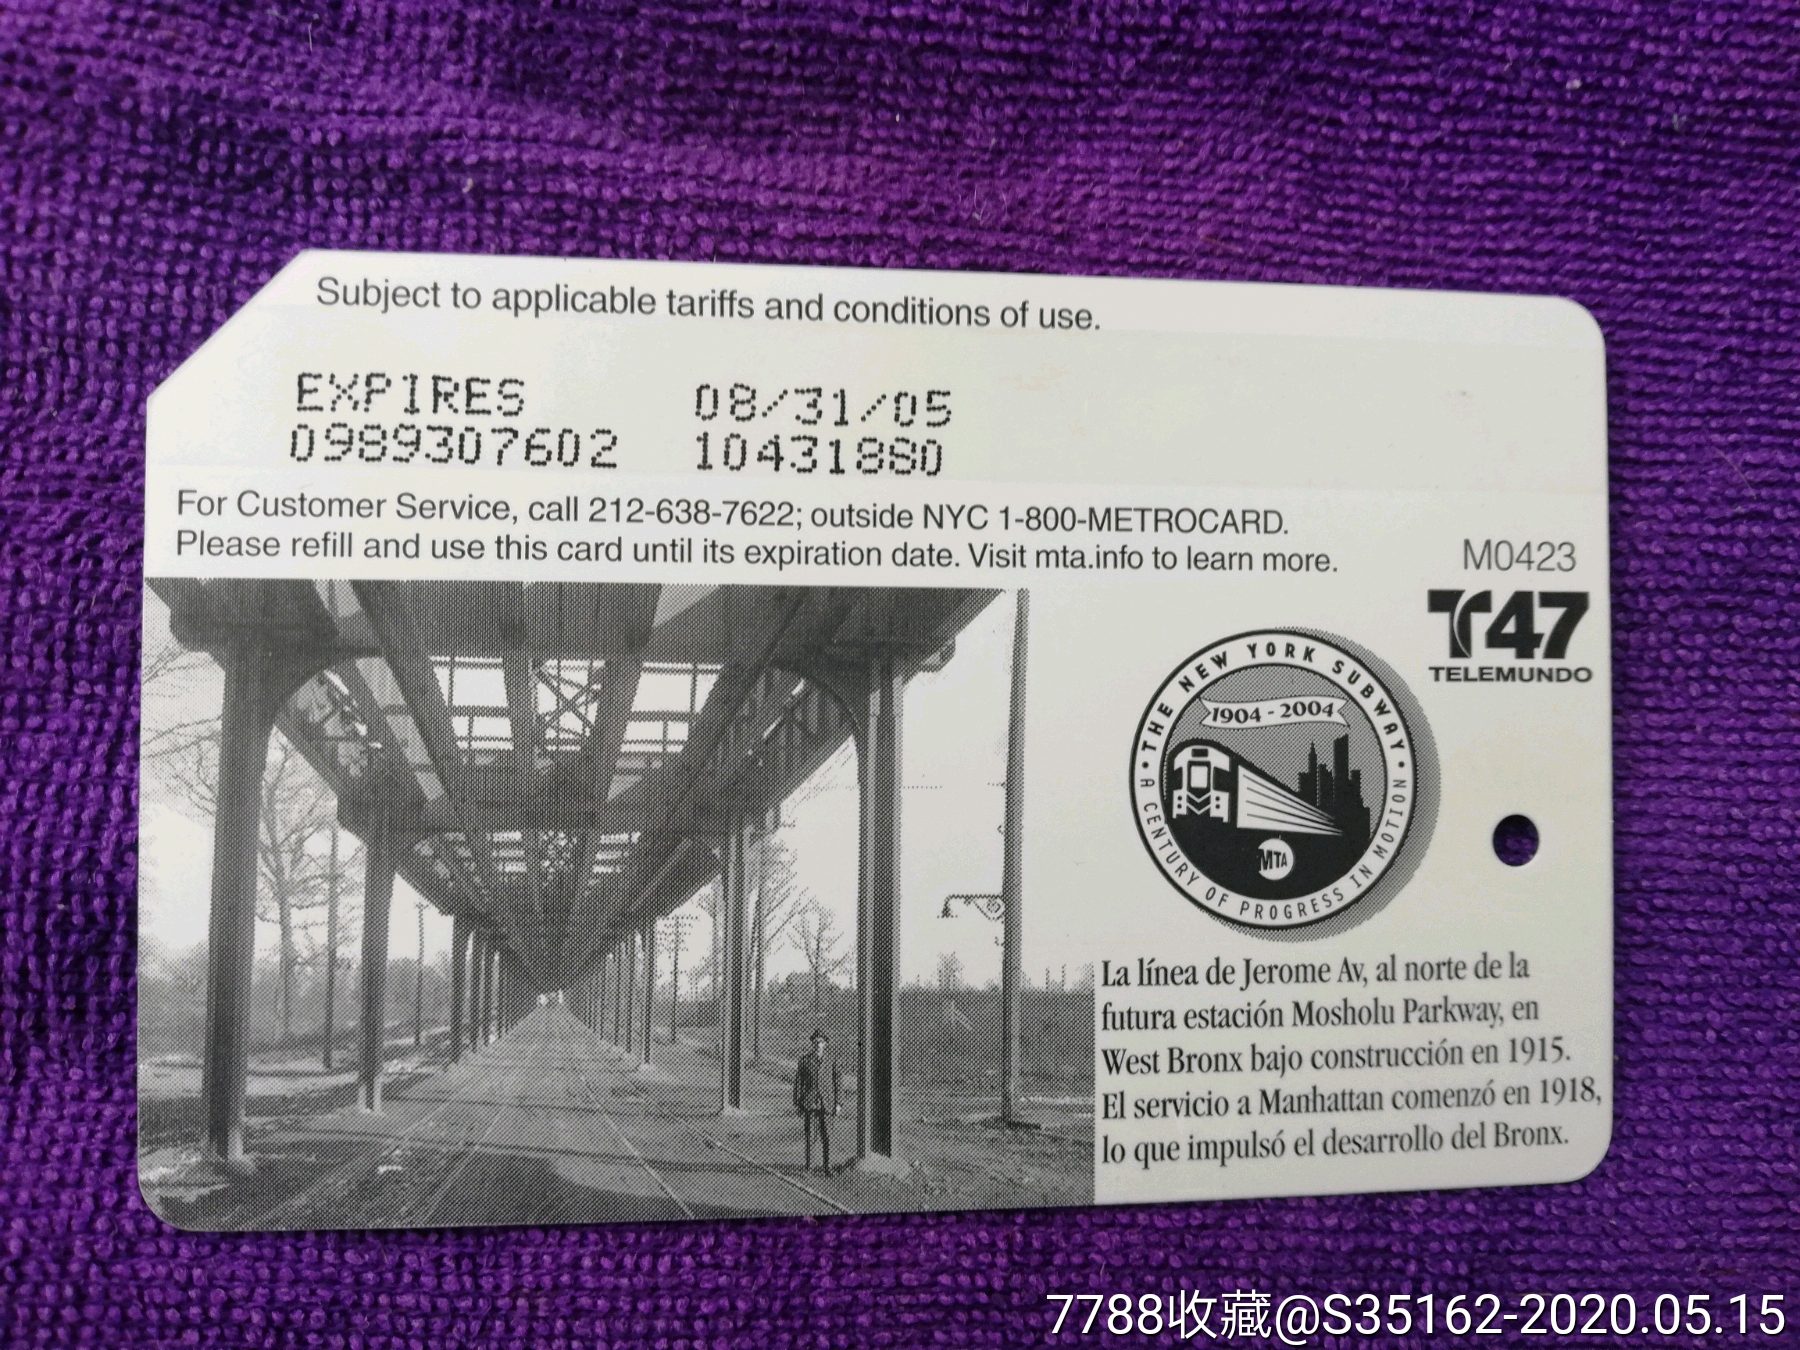 Subject to applicable tariffs and conditions of use.
EXPIRES 08/31/05
0989307602 10431880
For Customer Service, call 212-638-7622; outside NYC 1-800-METROCARD.
Please refill and use this card until its expiration date. Visit mta.info to learn more.
M0423
T47
TELEMUNDO
• THE NEW YORK SUBWAY •
1904 - 2004
MTA
A CENTURY OF PROGRESS IN MOTION
La línea de Jerome Av, al norte de la
futura estación Mosholu Parkway, en
West Bronx bajo construcción en 1915.
El servicio a Manhattan comenzó en 1918,
lo que impulsó el desarrollo del Bronx.
7788收藏@S35162-2020.05.15